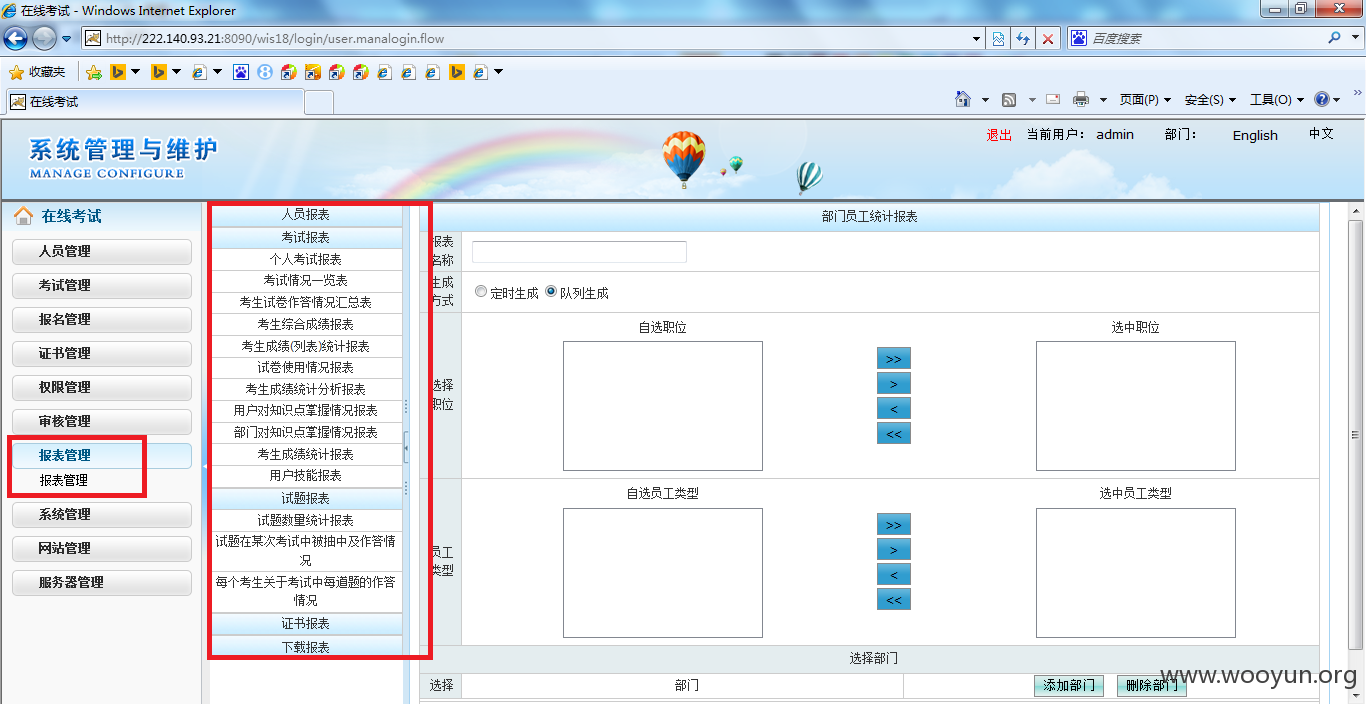 在线考试 - Windows Internet Explorer
http://222.140.93.21:8090/wis18/login/user.manalogin.flow
百度搜索
收藏夹
在线考试
页面(P) 安全(S) 工具(O)
系统管理与维护
MANAGE CONFIGURE
退出 当前用户： admin 部门： English 中文
在线考试
人员管理
考试管理
报名管理
证书管理
权限管理
审核管理
报表管理
报表管理
系统管理
网站管理
服务器管理
人员报表
考试报表
个人考试报表
考试情况一览表
考生试卷作答情况汇总表
考生综合成绩报表
考生成绩(列表)统计报表
试卷使用情况报表
考生成绩统计分析报表
用户对知识点掌握情况报表
部门对知识点掌握情况报表
考生成绩统计报表
用户技能报表
试题报表
试题数量统计报表
试题在某次考试中被抽中及作答情
况
每个考生关于考试中每道题的作答
情况
证书报表
下载报表
部门员工统计报表
报表
名称
生成
方式
定时生成 队列生成
选择
职位
自选职位 选中职位
>>
>
<
<<
员工
类型
自选员工类型 选中员工类型
>>
>
<
<<
选择部门
选择 部门 添加部门 删除部门
www.wooyun.org